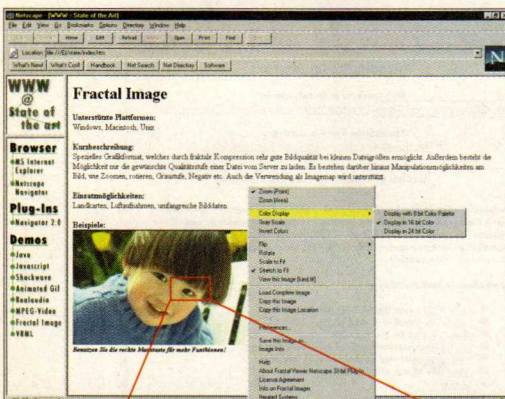 Netscape - [WWW - State of the Art]
File Edit View Go Bookmarks Options Directory Window Help
Home Edit Reload Open Print Find
Location: file:///E|/state/index.htm
What's New! What's Cool! Handbook Net Search Net Directory Software
N
WWW
@
State of
the art
Browser
MS Internet
Explorer
Netscape
Navigator
Plug-Ins
Navigator 2.0
Demos
Java
Javascript
Shockwave
Animated Gif
Realaudio
MPEG-Video
Fractal Image
VRML
Fractal Image
Unterstützte Plattformen:
Windows, Macintosh, Unix
Kurzbeschreibung:
Spezieller Grafikformat, welches durch fraktale Kompression sehr gute Bildqualität bei kleinen Dateigrößen ermöglicht. Außerdem besteht die
Möglichkeit nur die gewünschte Qualitätsstufe einer Datei vom Server zu laden. Es bestehen darüber hinaus Manipulationsmöglichkeiten am
Bild, wie Zoomen, rotieren, Graustufe, Negativ etc. Auch die Verwendung als Imagemap wird unterstützt.
Einsatzmöglichkeiten:
Landkarten, Luftaufnahmen, umfangreiche Bilddaten
Beispiele:
Benutzen Sie die rechte Maustaste für mehr Funktionen!
Zoom (Point)
Zoom (Area)
Color Display
Gray Scale
Invert Colors
Flip
Rotate
Scale to Fit
Stretch to Fit
View this Image
Load Complete Image
Copy this Image
Copy this Image Location
Preferences...
Save this Image as...
Image Info
Help
About Fractal Viewer Netscape 32-bit Plug-In
License Agreement
Info on Fractal Images
Iterated Systems
Display with 8 bit Color Palette
Display in 16 bit Color
Display in 24 bit Color